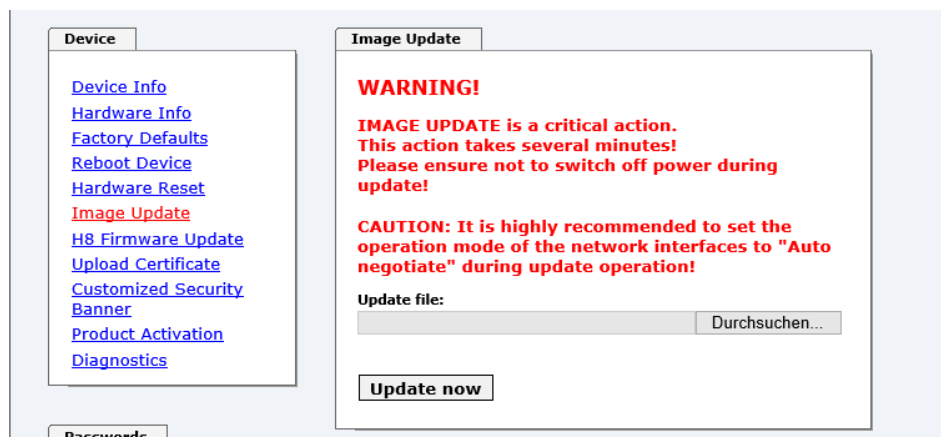 Device
Device Info
Hardware Info
Factory Defaults
Reboot Device
Hardware Reset
Image Update
H8 Firmware Update
Upload Certificate
Customized Security
Banner
Product Activation
Diagnostics
Passwords
Image Update
WARNING!
IMAGE UPDATE is a critical action.
This action takes several minutes!
Please ensure not to switch off power during
update!
CAUTION: It is highly recommended to set the
operation mode of the network interfaces to "Auto
negotiate" during update operation!
Update file:
Durchsuchen...
Update now